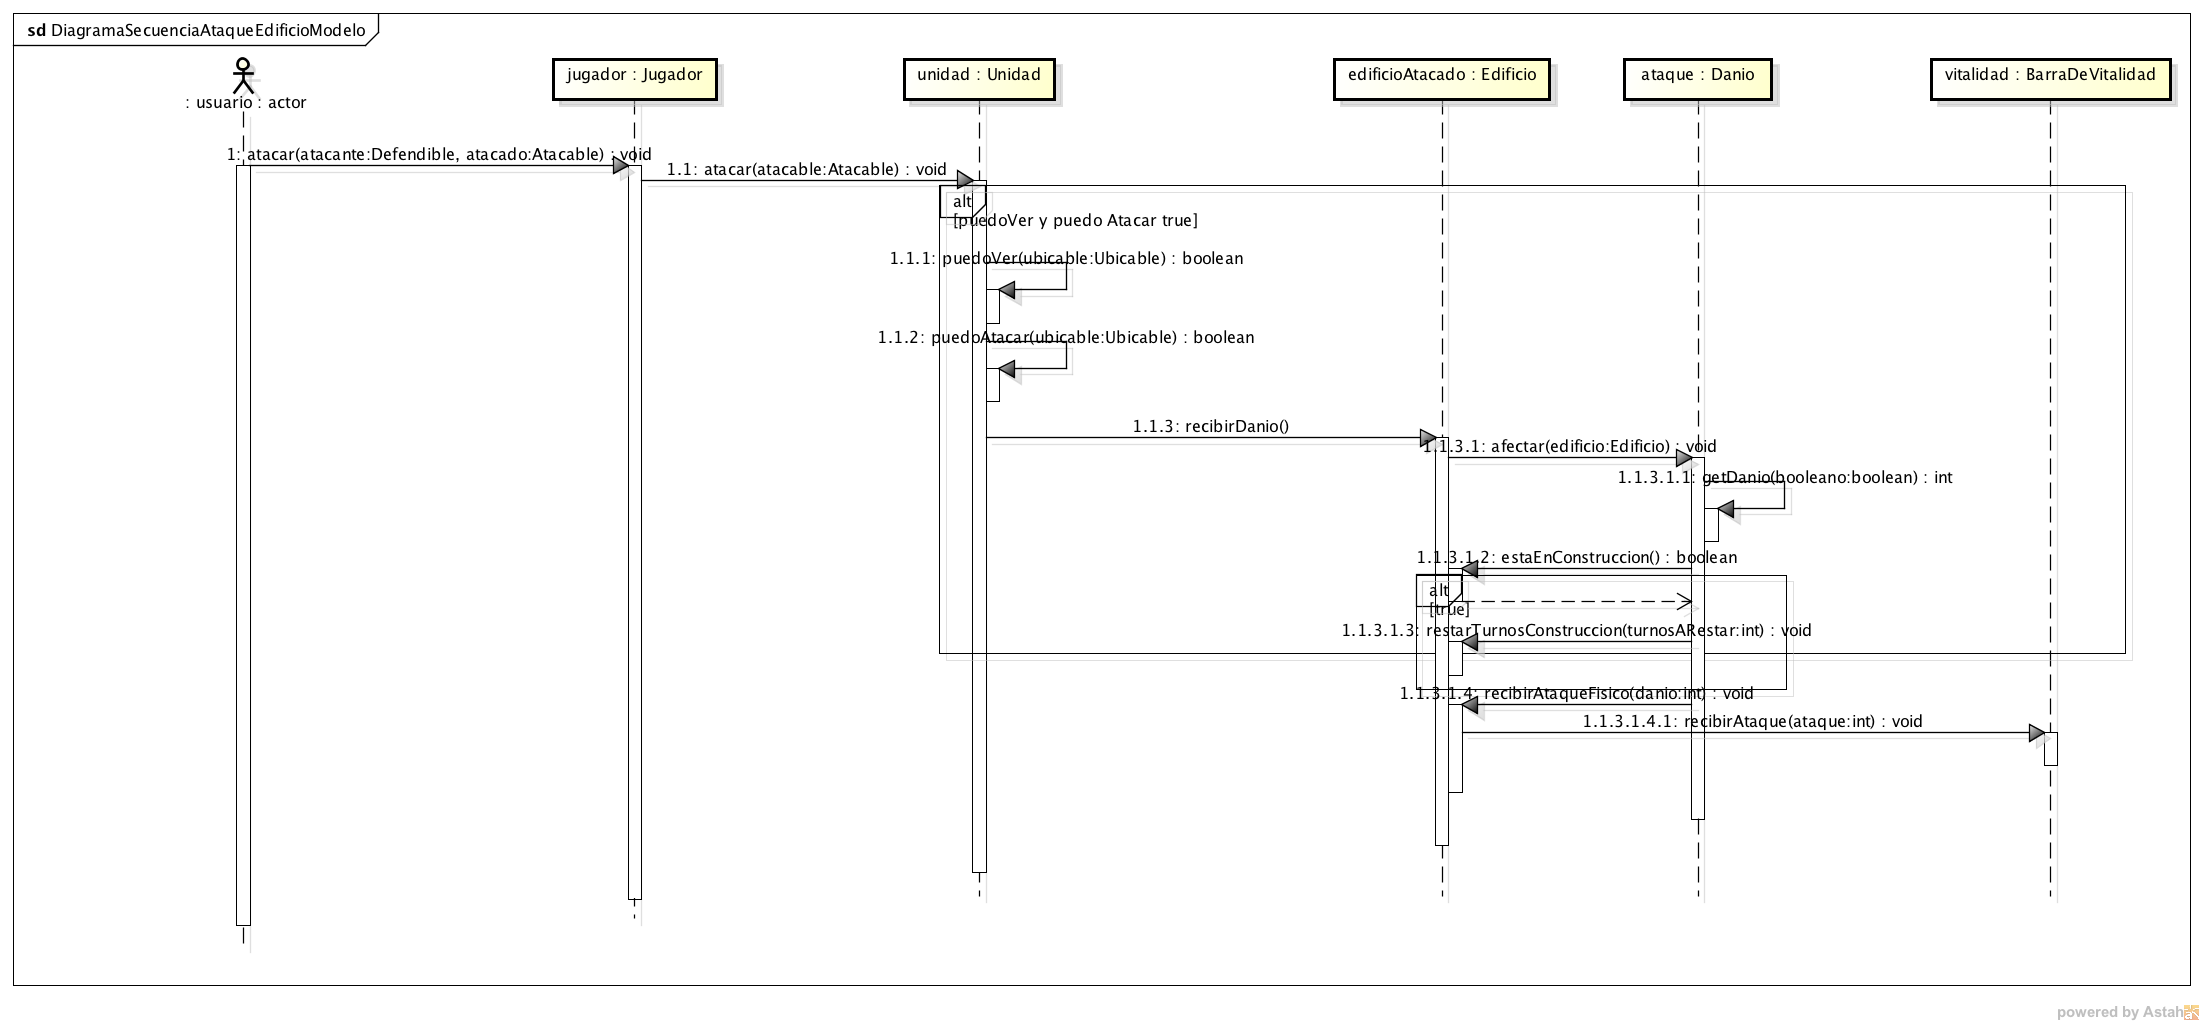 sd DiagramaSecuenciaAtaqueEdificioModelo
: usuario : actor
jugador : Jugador
unidad : Unidad
edificioAtacado : Edificio
ataque : Danio
vitalidad : BarraDeVitalidad
1: atacar(atacante:Defendible, atacado:Atacable) : void
1.1: atacar(atacable:Atacable) : void
alt
[puedoVer y puedo Atacar true]
1.1.1: puedoVer(ubicable:Ubicable) : boolean
1.1.2: puedoAtacar(ubicable:Ubicable) : boolean
1.1.3: recibirDanio()
1.1.3.1: afectar(edificio:Edificio) : void
1.1.3.1.1: getDanio(booleano:boolean) : int
1.1.3.1.2: estaEnConstruccion() : boolean
alt
[true]
1.1.3.1.3: restarTurnosConstruccion(turnosARestar:int) : void
1.1.3.1.4: recibirAtaqueFisico(danio:int) : void
1.1.3.1.4.1: recibirAtaque(ataque:int) : void
powered by Astah